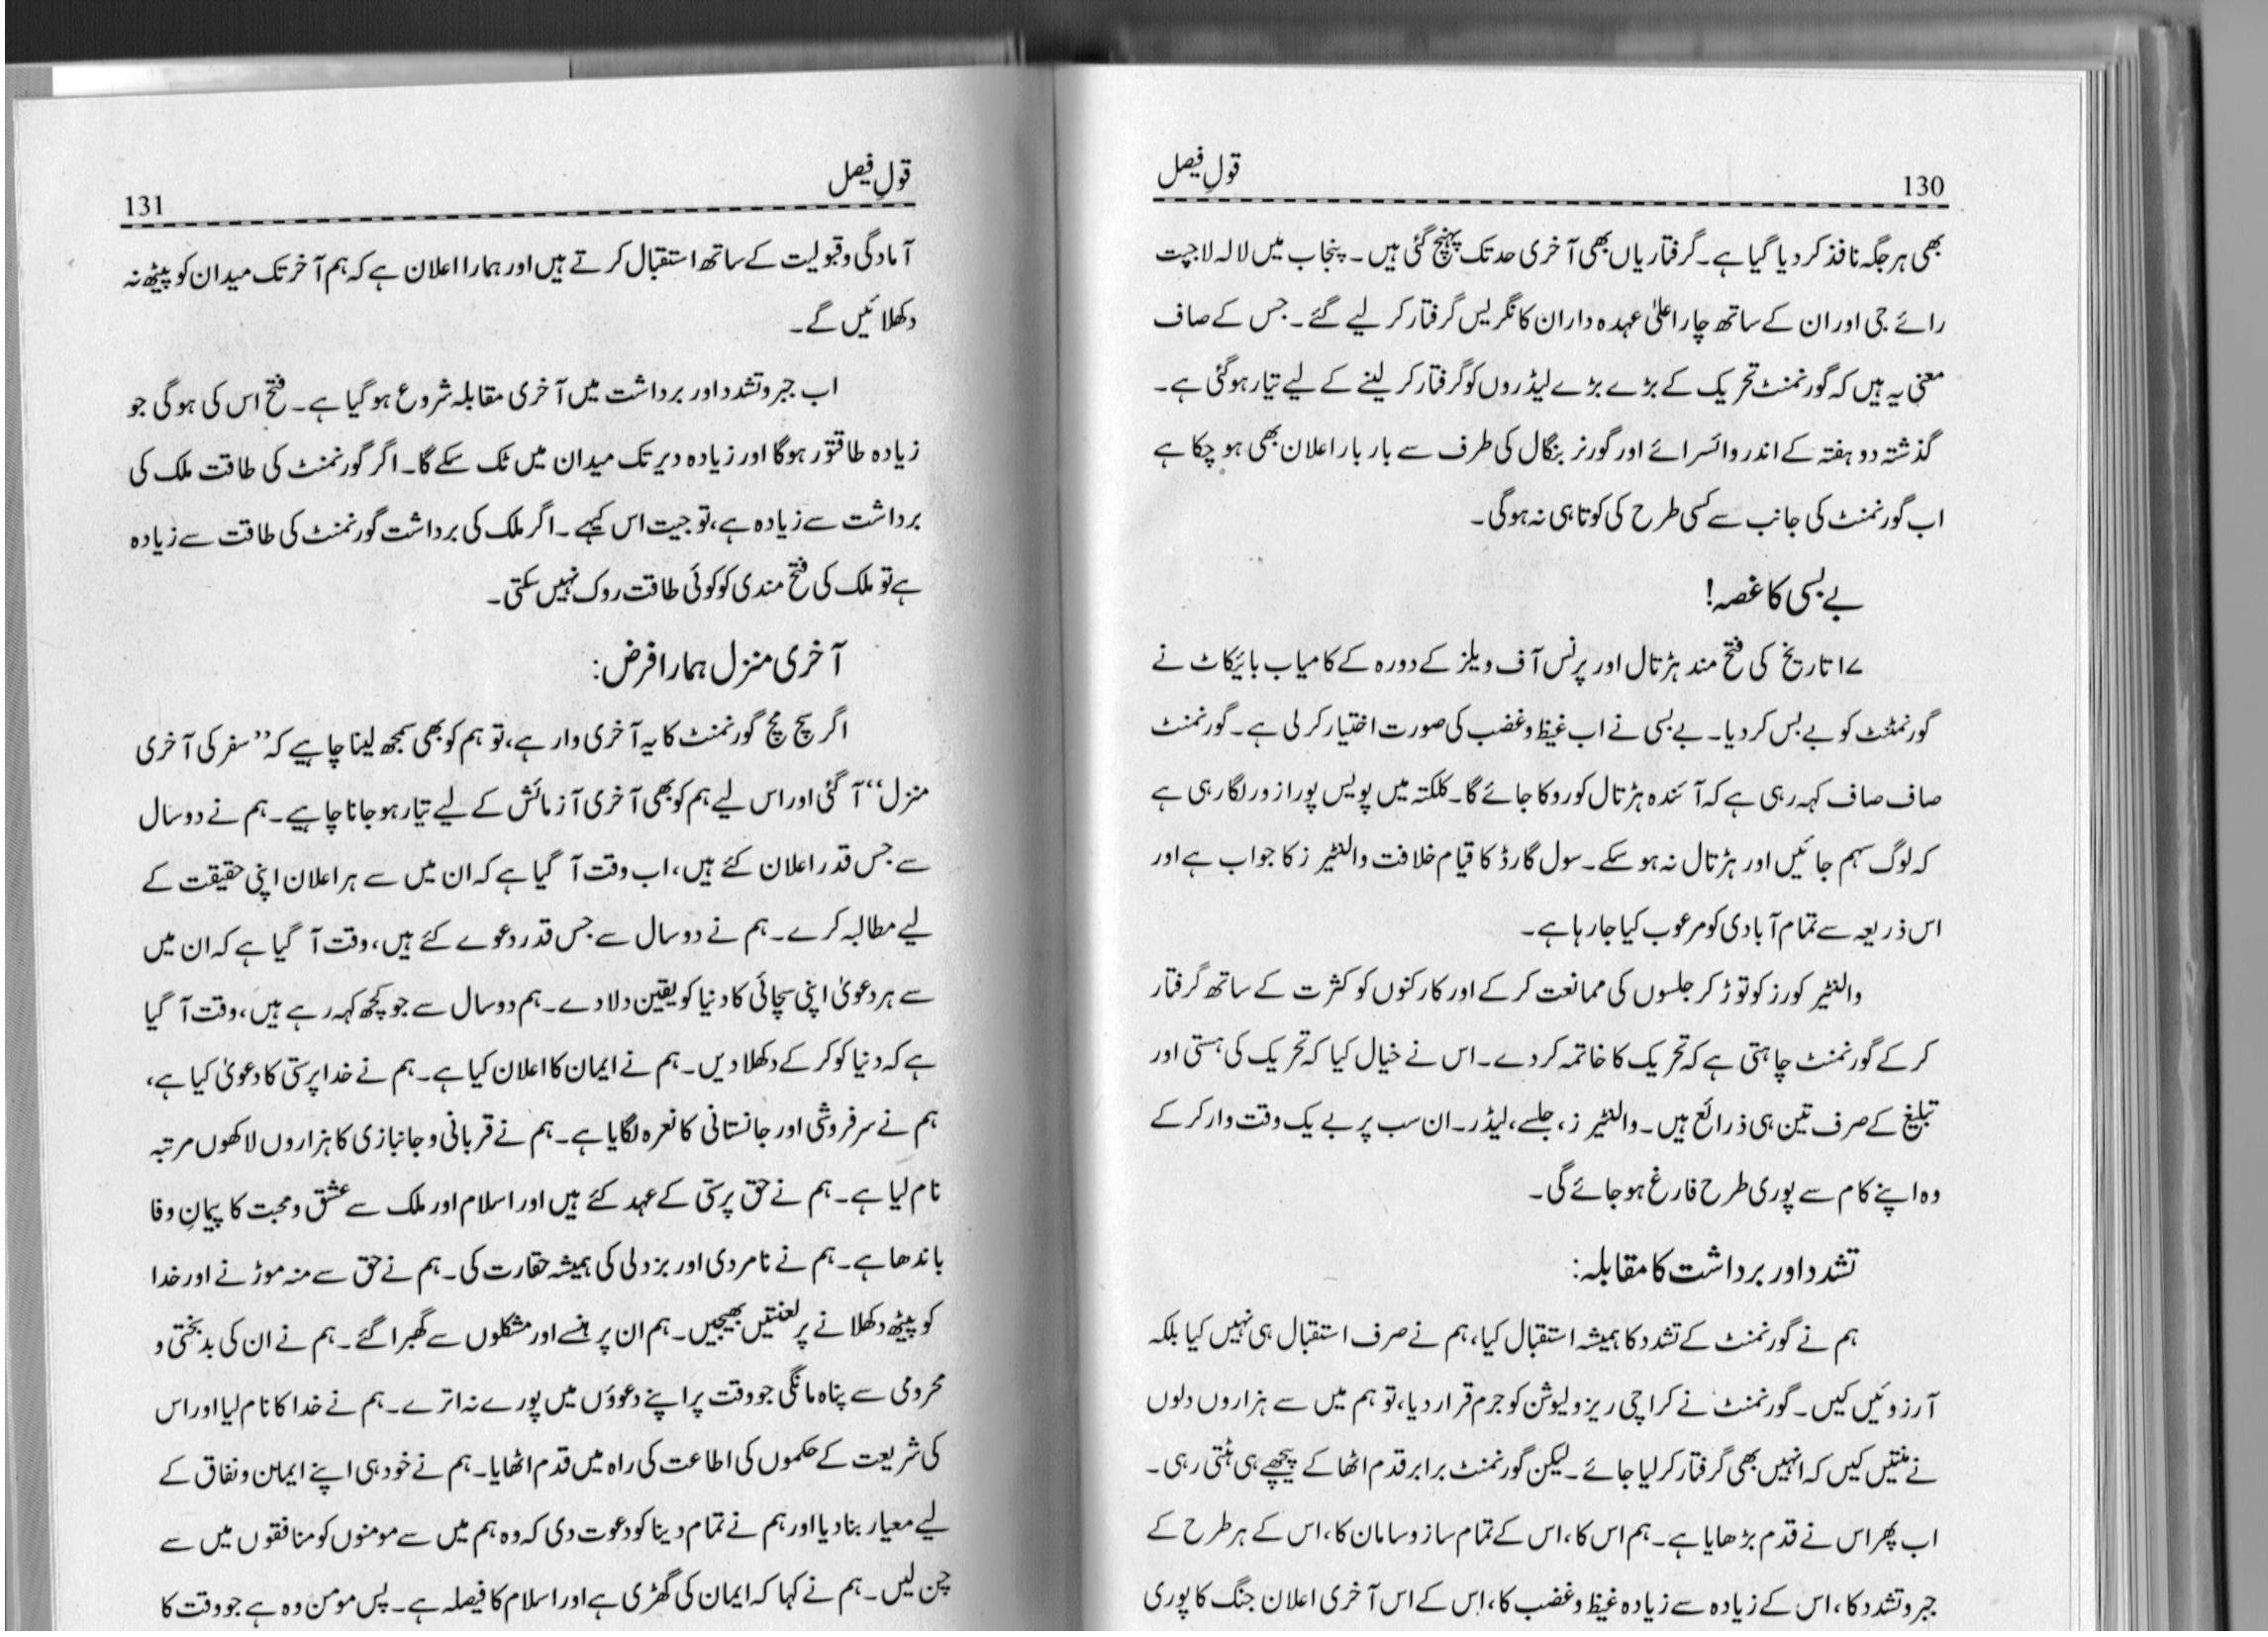 130
قولِ فیصل
بھی ہر جگہ نافذ کر دیا گیا ہے۔ گرفتاریاں بھی آخری حد تک پہنچ گئی ہیں۔ پنجاب میں لالہ لاجپت
رائے جی اور ان کے ساتھ چار اعلیٰ عہدہ داران کانگریس گرفتار کر لیے گئے۔ جس کے صاف
معنی یہ ہیں کہ گورنمنٹ تحریک کے بڑے بڑے لیڈروں کو گرفتار کر لینے کے لیے تیار ہو گئی ہے۔
گذشتہ دو ہفتہ کے اندر وائسرائے اور گورنر بنگال کی طرف سے بار بار اعلان بھی ہو چکا ہے
اب گورنمنٹ کی جانب سے کسی طرح کی کوتاہی نہ ہوگی۔
بے بسی کا غصہ!
۱۷ تاریخ کی فتح مند ہڑتال اور پرنس آف ویلز کے دورہ کے کامیاب بائیکاٹ نے
گورنمنٹ کو بے بس کر دیا۔ بے بسی نے اب غیظ و غضب کی صورت اختیار کر لی ہے۔ گورنمنٹ
صاف صاف کہہ رہی ہے کہ آئندہ ہڑتال کو روکا جائے گا۔ کلکتہ میں پویس پورا زور لگا رہی ہے
کہ لوگ سہم جائیں اور ہڑتال نہ ہو سکے۔ سول گارڈ کا قیام خلافت والنٹیرز کا جواب ہے اور
اس ذریعہ سے تمام آبادی کو مرعوب کیا جا رہا ہے۔
والنٹیر کورز کو توڑ کر جلسوں کی ممانعت کر کے اور کارکنوں کو کثرت کے ساتھ گرفتار
کر کے گورنمنٹ چاہتی ہے کہ تحریک کا خاتمہ کر دے۔ اس نے خیال کیا کہ تحریک کی ہستی اور
تبلیغ کے صرف تین ہی ذرائع ہیں۔ والنٹیرز، جلسے، لیڈر۔ ان سب پر بے یک وقت وار کر کے
وہ اپنے کام سے پوری طرح فارغ ہو جائے گی۔
تشدد اور برداشت کا مقابلہ:
ہم نے گورنمنٹ کے تشدد کا ہمیشہ استقبال کیا، ہم نے صرف استقبال ہی نہیں کیا بلکہ
آرزوئیں کیں۔ گورنمنٹ نے کراچی ریزولیوشن کو جرم قرار دیا، تو ہم میں سے ہزاروں دلوں
نے منتیں کیں کہ انہیں بھی گرفتار کر لیا جائے۔ لیکن گورنمنٹ برابر قدم اٹھا کے پیچھے ہی ہٹتی رہی۔
اب پھر اس نے قدم بڑھایا ہے۔ ہم اس کا، اس کے تمام ساز و سامان کا، اس کے ہر طرح کے
جبر و تشدد کا، اس کے زیادہ سے زیادہ غیظ و غضب کا، اس کے اس آخری اعلان جنگ کا پوری
قولِ فیصل
131
آمادگی و قبولیت کے ساتھ استقبال کرتے ہیں اور ہمارا اعلان ہے کہ ہم آخر تک میدان کو پیٹھ نہ
دکھلائیں گے۔
اب جبر و تشدد اور برداشت میں آخری مقابلہ شروع ہو گیا ہے۔ فتح اس کی ہوگی جو
زیادہ طاقتور ہوگا اور زیادہ دیر تک میدان میں ٹک سکے گا۔ اگر گورنمنٹ کی طاقت ملک کی
برداشت سے زیادہ ہے، تو جیت اس کیہے۔ اگر ملک کی برداشت گورنمنٹ کی طاقت سے زیادہ
ہے تو ملک کی فتح مندی کو کوئی طاقت روک نہیں سکتی۔
آخری منزل ہمارا فرض:
اگر سچ مچ گورنمنٹ کا یہ آخری وار ہے، تو ہم کو بھی سمجھ لینا چاہیے کہ ”سفر کی آخری
منزل“ آ گئی اور اس لیے ہم کو بھی آخری آزمائش کے لیے تیار ہو جانا چاہیے۔ ہم نے دو سال
سے جس قدر اعلان کئے ہیں، اب وقت آ گیا ہے کہ ان میں سے ہر اعلان اپنی حقیقت کے
لیے مطالبہ کرے۔ ہم نے دو سال سے جس قدر دعوے کئے ہیں، وقت آ گیا ہے کہ ان میں
سے ہر دعویٰ اپنی سچائی کا دنیا کو یقین دلا دے۔ ہم دو سال سے جو کچھ کہہ رہے ہیں، وقت آ گیا
ہے کہ دنیا کو کر کے دکھلا دیں۔ ہم نے ایمان کا اعلان کیا ہے۔ ہم نے خدا پرستی کا دعویٰ کیا ہے،
ہم نے سرفروشی اور جانستانی کا نعرہ لگایا ہے۔ ہم نے قربانی و جانبازی کا ہزاروں لاکھوں مرتبہ
نام لیا ہے۔ ہم نے حق پرستی کے عہد کئے ہیں اور اسلام اور ملک سے عشق و محبت کا پیمانِ وفا
باندھا ہے۔ ہم نے نامردی اور بزدلی کی ہمیشہ حقارت کی۔ ہم نے حق سے منہ موڑنے اور خدا
کو پیٹھ دکھلانے پر لعنتیں بھیجیں۔ ہم ان پر ہنسے اور مشکلوں سے گھبرا گئے۔ ہم نے ان کی بدبختی و
محرومی سے پناہ مانگی جو وقت پر اپنے دعوؤں میں پورے نہ اترے۔ ہم نے خدا کا نام لیا اور اس
کی شریعت کے حکموں کی اطاعت کی راہ میں قدم اٹھایا۔ ہم نے خود ہی اپنے ایمان و نفاق کے
لیے معیار بنا دیا اور ہم نے تمام دینا کو دعوت دی کہ وہ ہم میں سے مومنوں کو منافقوں میں سے
چن لیں۔ ہم نے کہا کہ ایمان کی گھڑی ہے اور اسلام کا فیصلہ ہے۔ پس مومن وہ ہے جو وقت کا